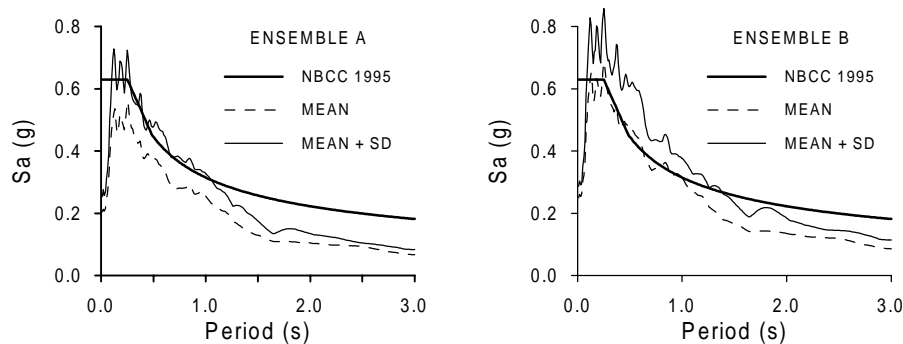 0.8
ENSEMBLE A
NBCC 1995
0.6
MEAN
MEAN + SD
0.4
Sa (g)
0.2
0.0
0.0 1.0 2.0 3.0
Period (s)
0.8
ENSEMBLE B
NBCC 1995
0.6
MEAN
MEAN + SD
0.4
Sa (g)
0.2
0.0
0.0 1.0 2.0 3.0
Period (s)